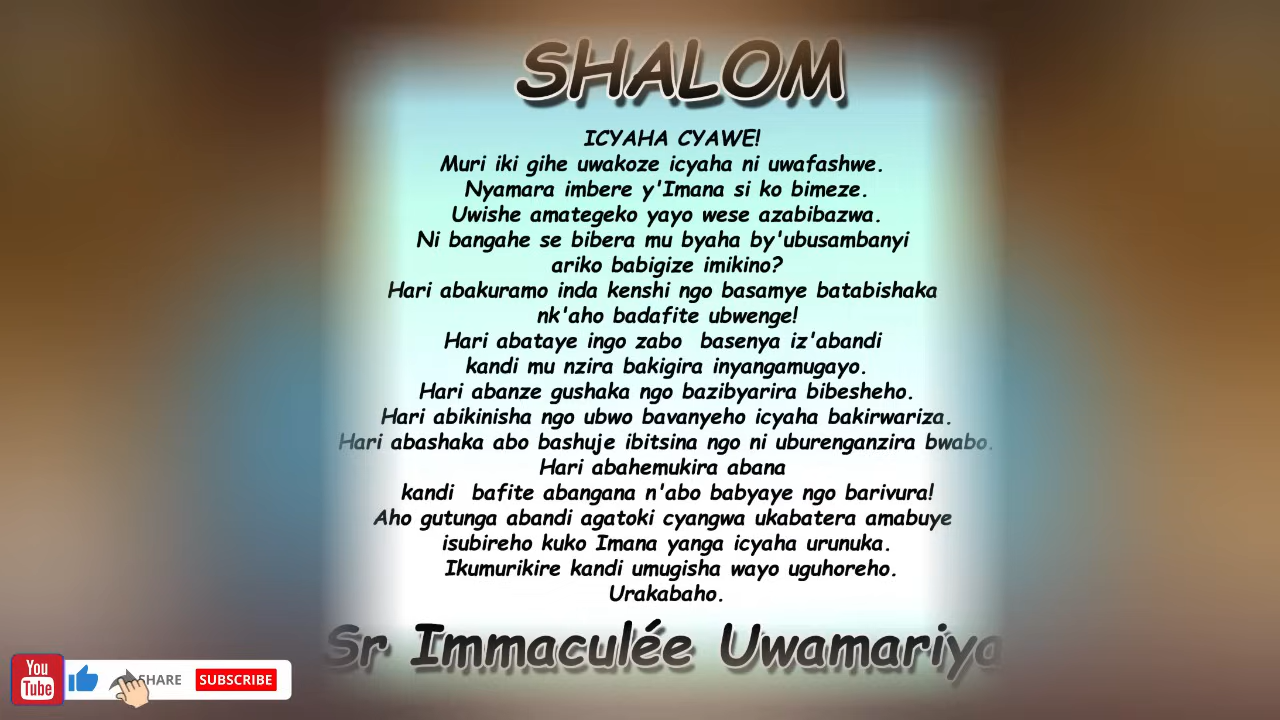 SHALOM
ICYAHA CYAWE!
Muri iki gihe uwakoze icyaha ni uwafashwe.
Nyamara imbere y'Imana si ko bimeze.
Uwishe amategeko yayo wese azabibazwa.
Ni bangahe se bibera mu byaha by'ubusambanyi
ariko babigize imikino?
Hari abakuramo inda kenshi ngo basamye batabishaka
nk'aho badafite ubwenge!
Hari abataye ingo zabo basenya iz'abandi
kandi mu nzira bakigira inyangamugayo.
Hari abanze gushaka ngo bazibyarira bibesheho.
Hari abikinisha ngo ubwo bavanyeho icyaha bakirwariza.
Hari abashaka abo bashuje ibitsina ngo ni uburenganzira bwabo.
Hari abahemukira abana
kandi bafite abangana n'abo babyaye ngo barivura!
Aho gutunga abandi agatoki cyangwa ukabatera amabuye
isubireho kuko Imana yanga icyaha urunuka.
Ikumurikire kandi umugisha wayo uguhoreho.
Urakabaho.
Sr Immaculée Uwamariya
You
Tube
SHARE
SUBSCRIBE